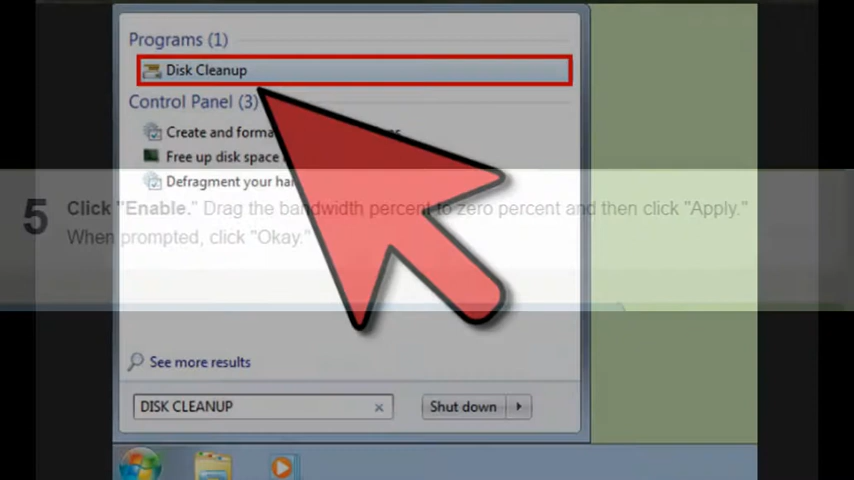 Programs (1)
Disk Cleanup
Control Panel (3)
Create and forma
Free up disk space
Defragment your har
5 Click "Enable." Drag the bandwidth percent to zero percent and then click "Apply."
When prompted, click "Okay."
See more results
DISK CLEANUP
Shut down